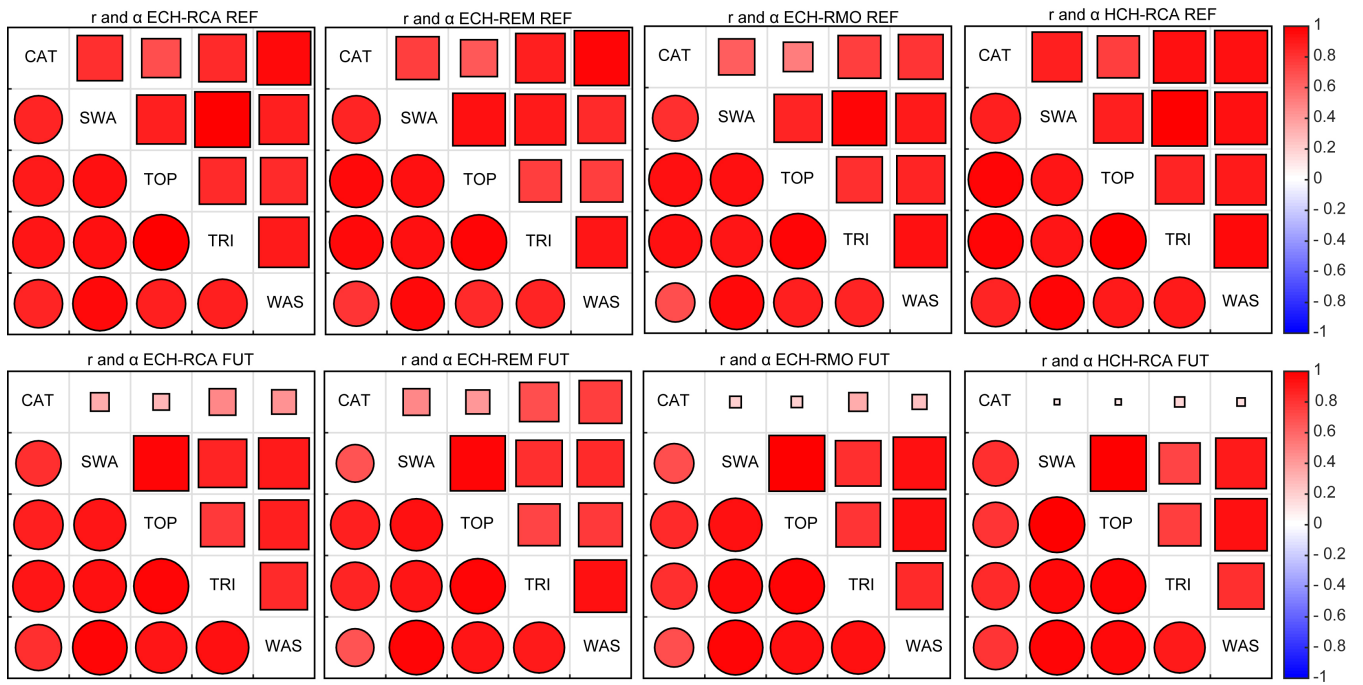 r and α ECH-RCA REF
r and α ECH-REM REF
r and α ECH-RMO REF
r and α HCH-RCA REF
CAT
SWA
TOP
TRI
WAS
CAT
SWA
TOP
TRI
WAS
CAT
SWA
TOP
TRI
WAS
CAT
SWA
TOP
TRI
WAS
1
0.8
0.6
0.4
0.2
0
- 0.2
- 0.4
- 0.6
- 0.8
-1
r and α ECH-RCA FUT
r and α ECH-REM FUT
r and α ECH-RMO FUT
r and α HCH-RCA FUT
CAT
SWA
TOP
TRI
WAS
CAT
SWA
TOP
TRI
WAS
CAT
SWA
TOP
TRI
WAS
CAT
SWA
TOP
TRI
WAS
1
0.8
0.6
0.4
0.2
0
- 0.2
- 0.4
- 0.6
- 0.8
-1